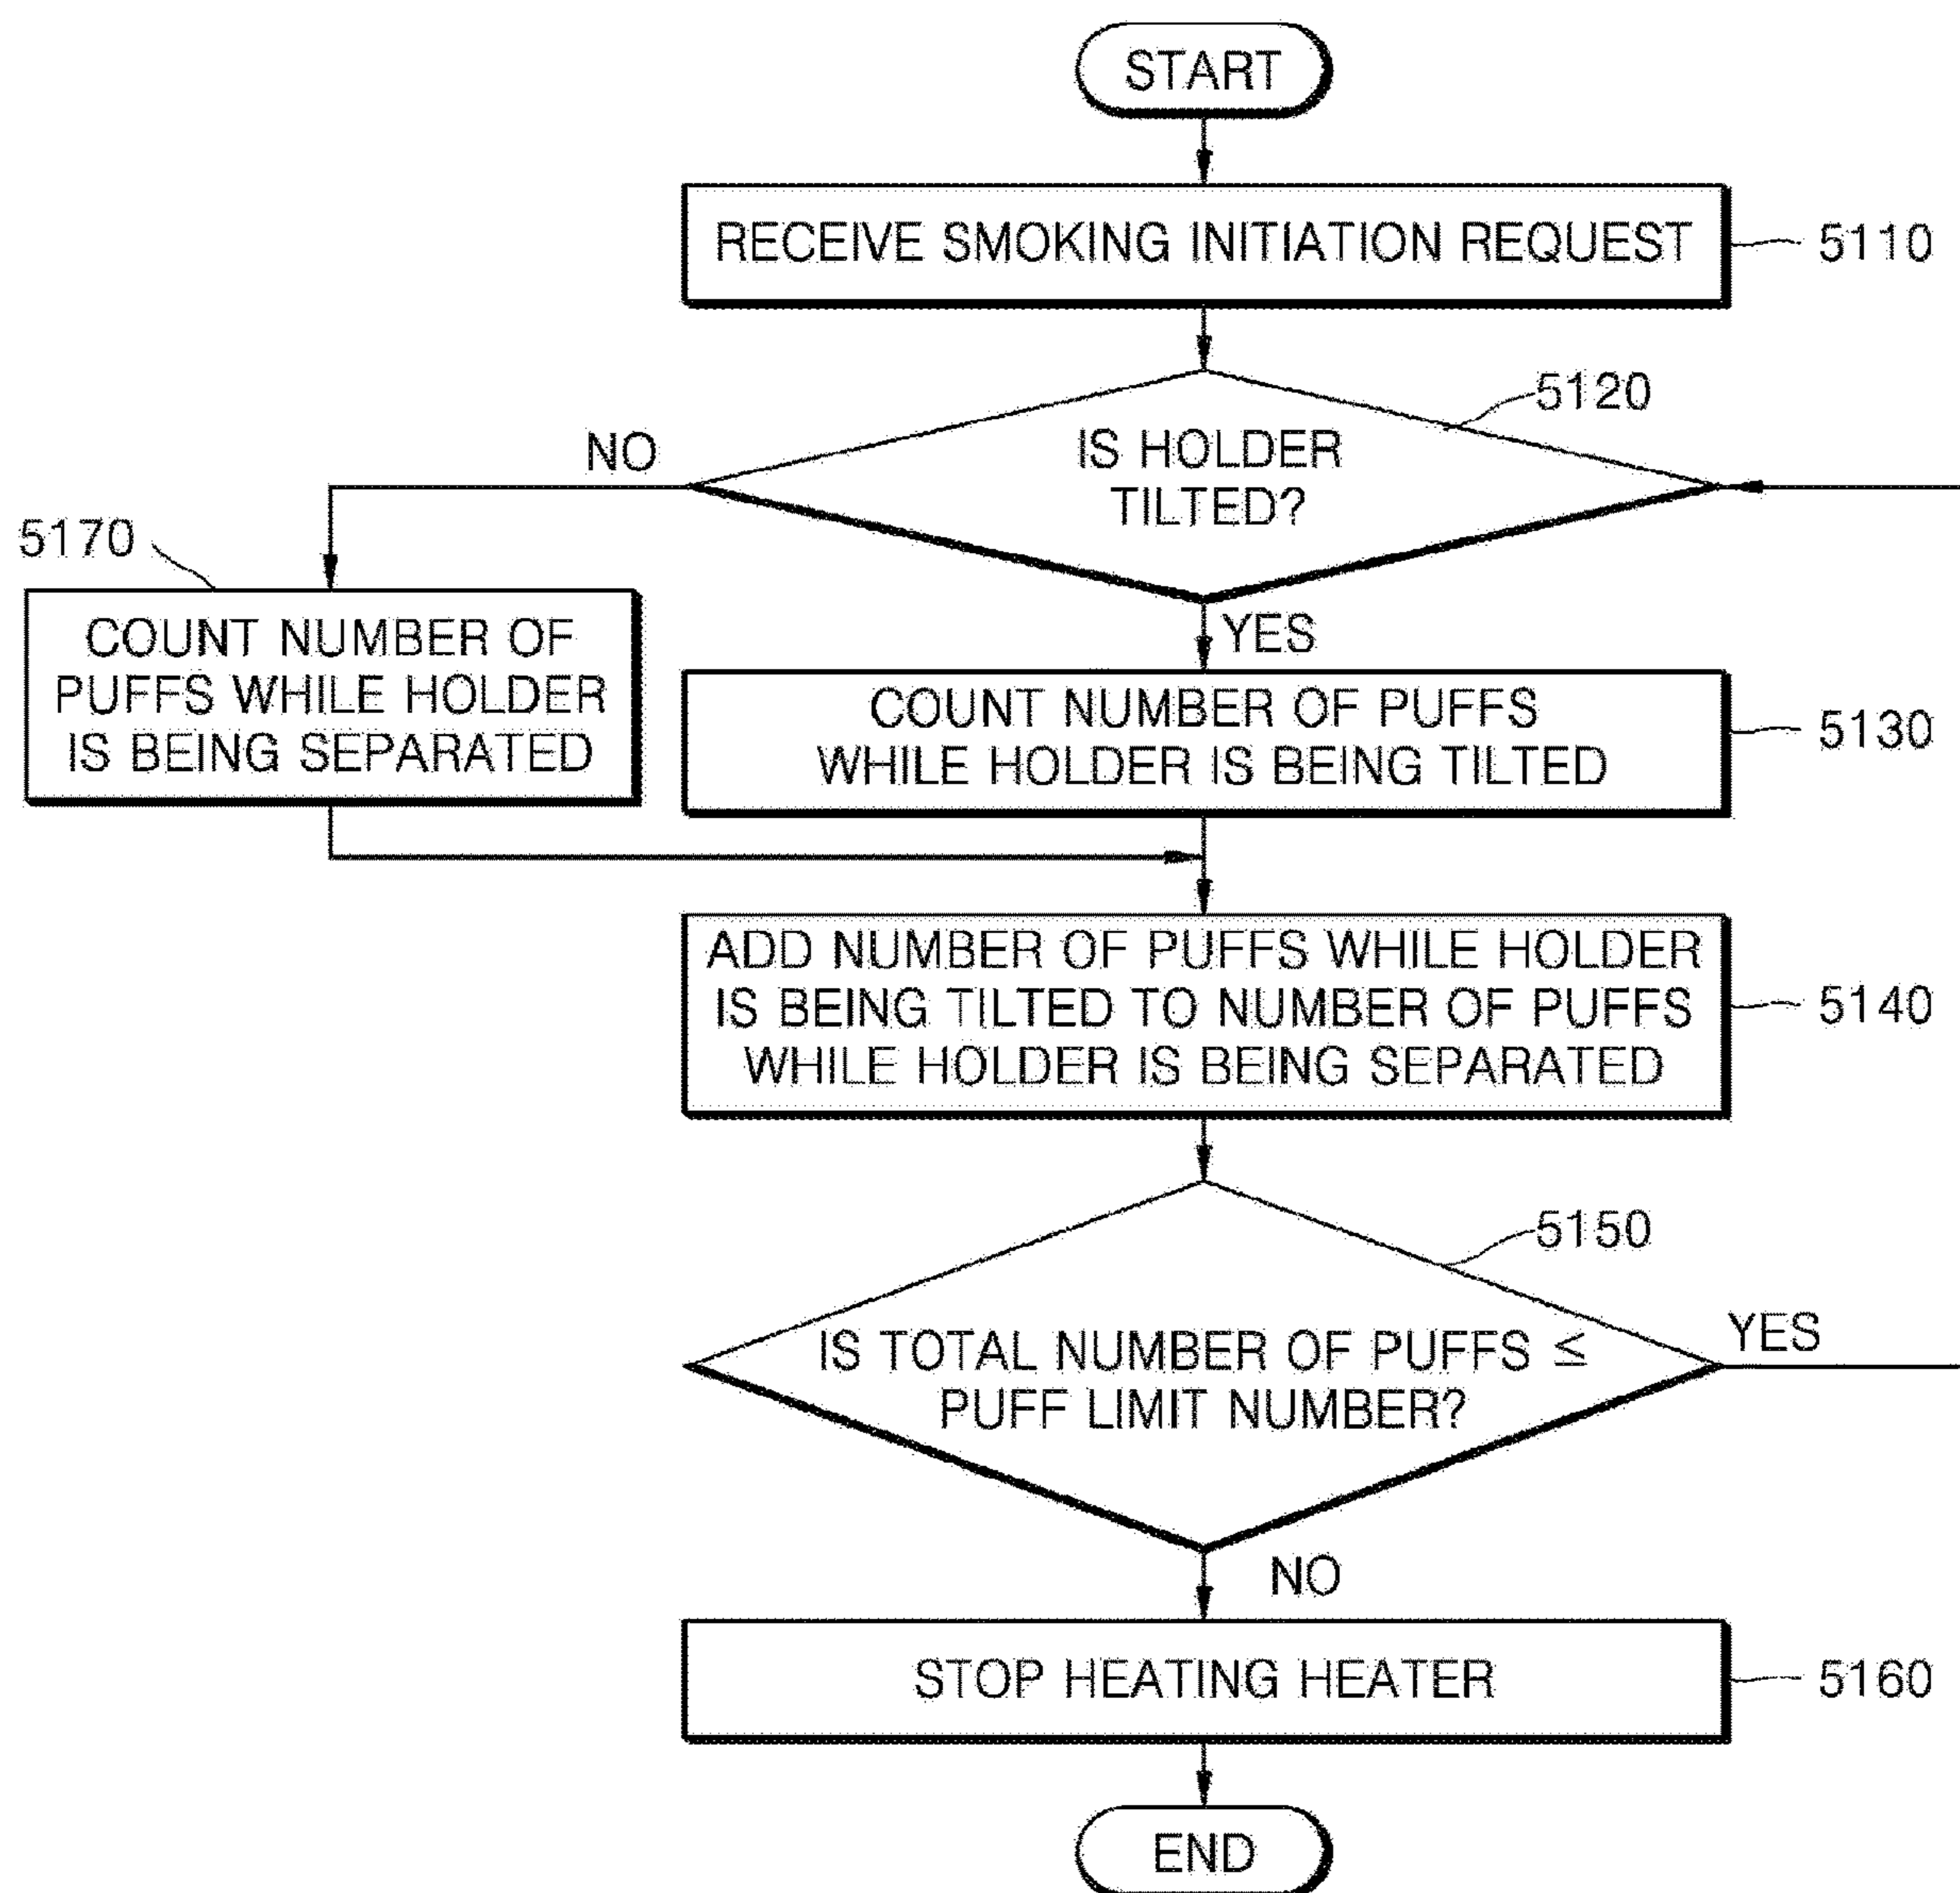 START
RECEIVE SMOKING INITIATION REQUEST
5110
5120
IS HOLDER
TILTED?
NO
YES
5170
COUNT NUMBER OF
PUFFS WHILE HOLDER
IS BEING SEPARATED
COUNT NUMBER OF PUFFS
WHILE HOLDER IS BEING TILTED
5130
ADD NUMBER OF PUFFS WHILE HOLDER
IS BEING TILTED TO NUMBER OF PUFFS
WHILE HOLDER IS BEING SEPARATED
5140
5150
IS TOTAL NUMBER OF PUFFS ≤
PUFF LIMIT NUMBER?
YES
NO
STOP HEATING HEATER
5160
END